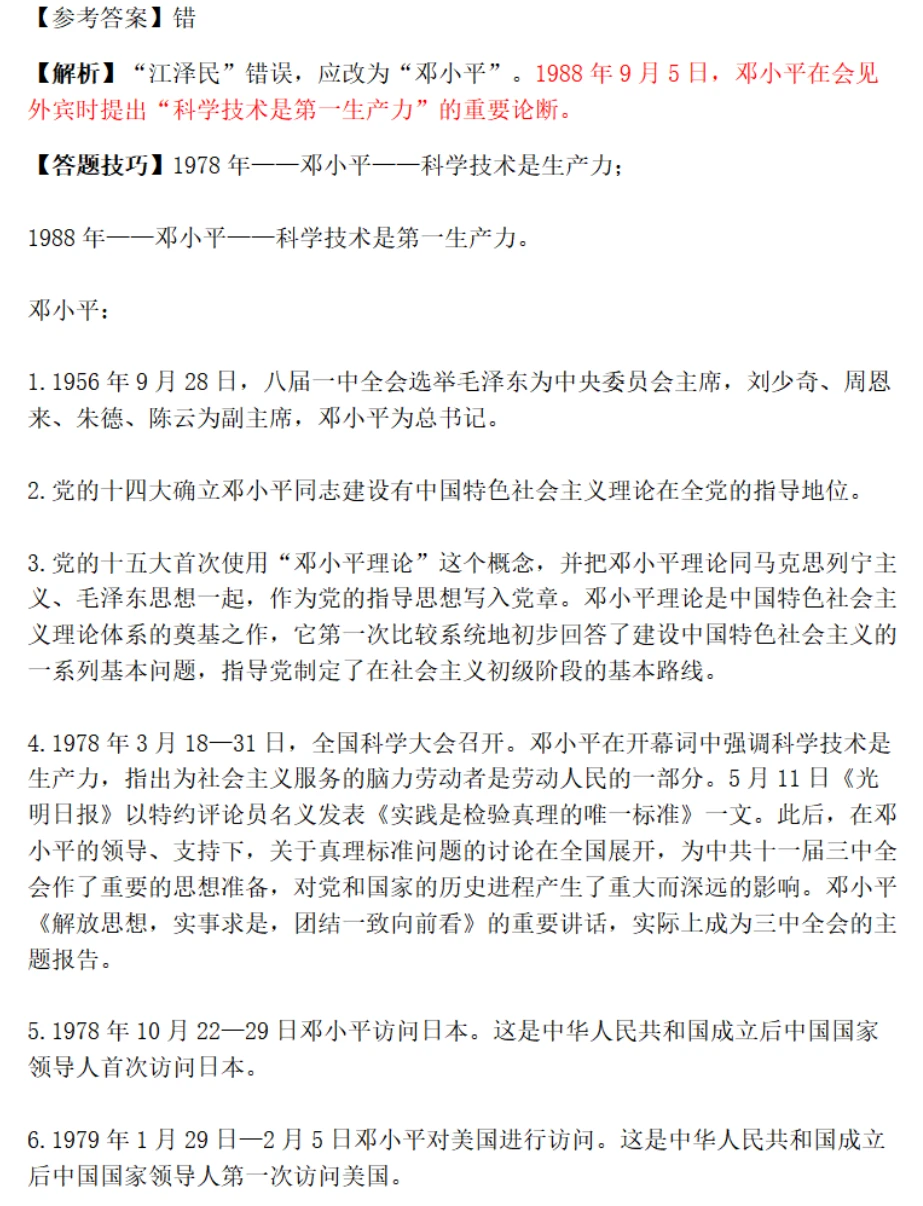 【参考答案】错
【解析】“江泽民”错误，应改为“邓小平”。1988 年 9 月 5 日，邓小平在会见
外宾时提出“科学技术是第一生产力”的重要论断。
【答题技巧】1978 年——邓小平——科学技术是生产力；
1988 年——邓小平——科学技术是第一生产力。
邓小平：
1.1956 年 9 月 28 日，八届一中全会选举毛泽东为中央委员会主席，刘少奇、周恩
来、朱德、陈云为副主席，邓小平为总书记。
2.党的十四大确立邓小平同志建设有中国特色社会主义理论在全党的指导地位。
3.党的十五大首次使用“邓小平理论”这个概念，并把邓小平理论同马克思列宁主
义、毛泽东思想一起，作为党的指导思想写入党章。邓小平理论是中国特色社会主
义理论体系的奠基之作，它第一次比较系统地初步回答了建设中国特色社会主义的
一系列基本问题，指导党制定了在社会主义初级阶段的基本路线。
4.1978 年 3 月 18—31 日，全国科学大会召开。邓小平在开幕词中强调科学技术是
生产力，指出为社会主义服务的脑力劳动者是劳动人民的一部分。5 月 11 日《光
明日报》以特约评论员名义发表《实践是检验真理的唯一标准》一文。此后，在邓
小平的领导、支持下，关于真理标准问题的讨论在全国展开，为中共十一届三中全
会作了重要的思想准备，对党和国家的历史进程产生了重大而深远的影响。邓小平
《解放思想，实事求是，团结一致向前看》的重要讲话，实际上成为三中全会的主
题报告。
5.1978 年 10 月 22—29 日邓小平访问日本。这是中华人民共和国成立后中国国家
领导人首次访问日本。
6.1979 年 1 月 29 日—2 月 5 日邓小平对美国进行访问。这是中华人民共和国成立
后中国国家领导人第一次访问美国。